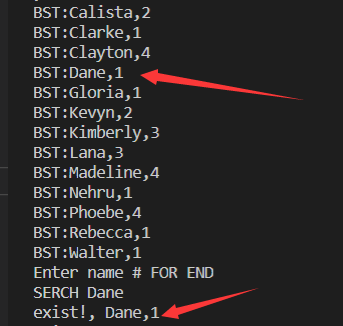 BST:Calista,2
BST:Clarke,1
BST:Clayton,4
BST:Dane,1
BST:Gloria,1
BST:Kevyn,2
BST:Kimberly,3
BST:Lana,3
BST:Madeline,4
BST:Nehru,1
BST:Phoebe,4
BST:Rebecca,1
BST:Walter,1
Enter name # FOR END
SERCH Dane
exist!, Dane,1